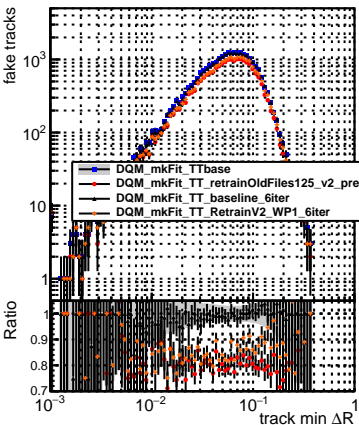 fake tracks
10³
10²
10
1
DQM_mkFit_TTbase
DQM_mkFit_TT_retrainOldFiles125_v2_pre
DQM_mkFit_TT_baseline_6iter
DQM_mkFit_TT_RetrainV2_WP1_6iter
Ratio
1
0.9
0.8
0.7
10⁻³ 10⁻² 10⁻¹ 1
track min ΔR